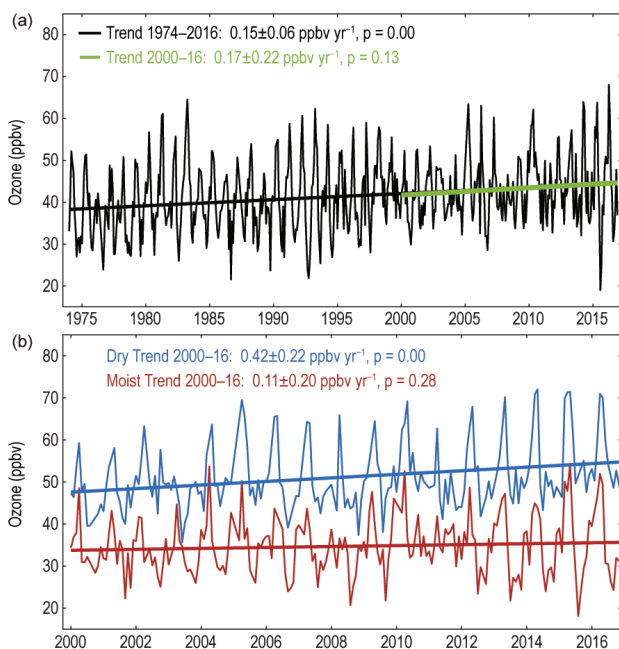 (a)
Trend 1974–2016: 0.15±0.06 ppbv yr⁻¹, p = 0.00
Trend 2000–16: 0.17±0.22 ppbv yr⁻¹, p = 0.13
80
70
60
50
40
30
20
Ozone (ppbv)
1975 1980 1985 1990 1995 2000 2005 2010 2015
(b)
Dry Trend 2000–16: 0.42±0.22 ppbv yr⁻¹, p = 0.00
Moist Trend 2000–16: 0.11±0.20 ppbv yr⁻¹, p = 0.28
80
70
60
50
40
30
20
Ozone (ppbv)
2000 2002 2004 2006 2008 2010 2012 2014 2016